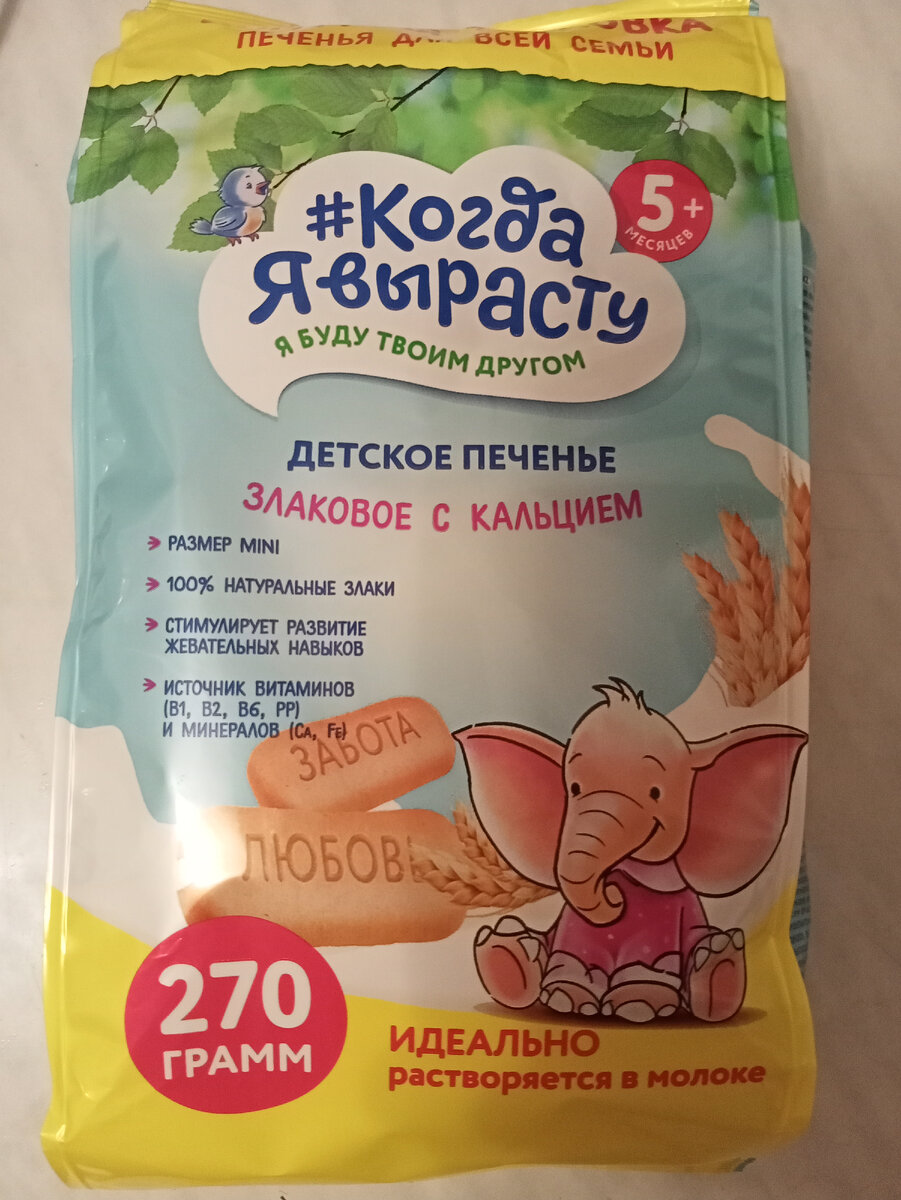 ПЕЧЕНЬЯ ДЛЯ ВСЕЙ СЕМЬИ
#Когда
Я вырасту
Я БУДУ ТВОИМ ДРУГОМ
5+
МЕСЯЦЕВ
ДЕТСКОЕ ПЕЧЕНЬЕ
ЗЛАКОВОЕ С КАЛЬЦИЕМ
РАЗМЕР MINI
100% НАТУРАЛЬНЫЕ ЗЛАКИ
СТИМУЛИРУЕТ РАЗВИТИЕ
ЖЕВАТЕЛЬНЫХ НАВЫКОВ
ИСТОЧНИК ВИТАМИНОВ
(B1, B2, B6, PP)
И МИНЕРАЛОВ (CA, FE)
ЗАБОТА
ЛЮБОВЬ
270
ГРАММ
ИДЕАЛЬНО
растворяется в молоке